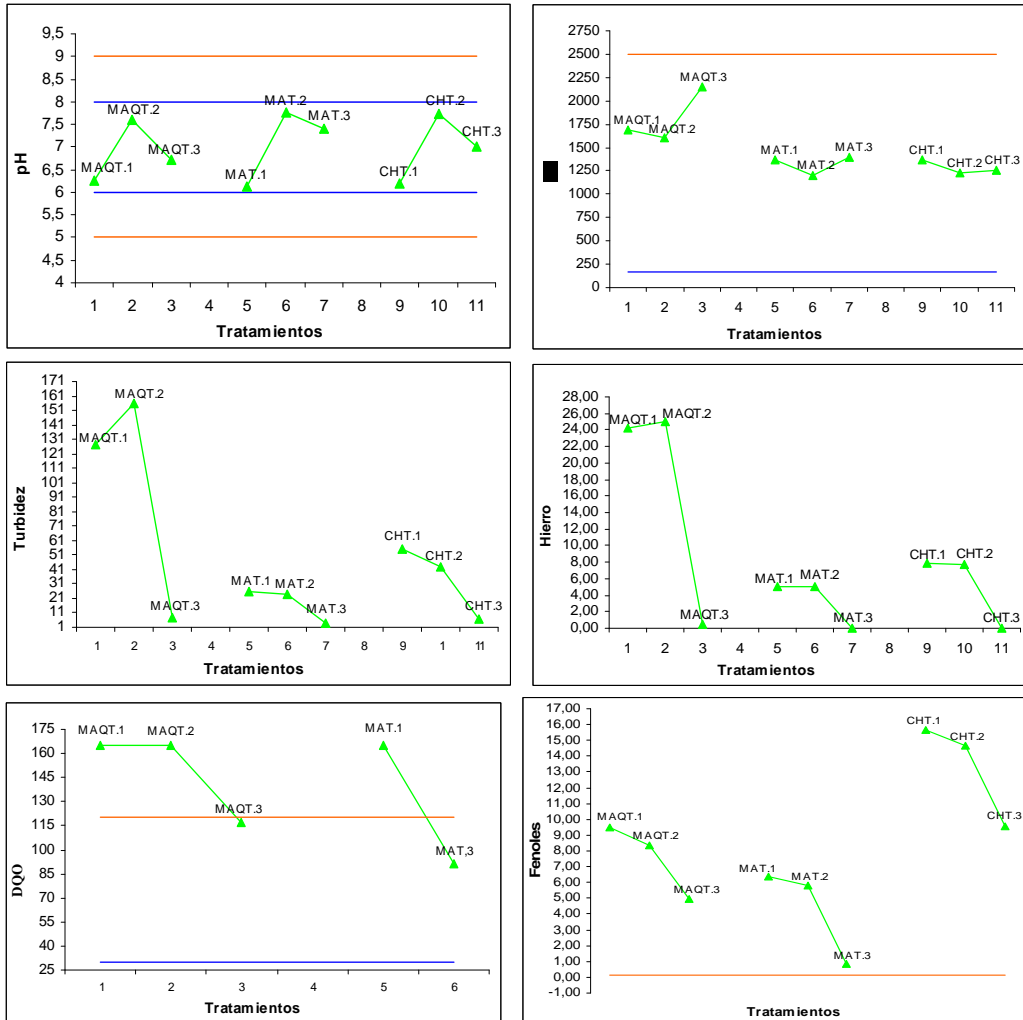 9,5
9
8,5
8
7,5
7
6,5
6
5,5
5
4,5
4
pH
MAQT.1
MAQT.2
MAQT.3
MAT.1
MAT.2
MAT.3
CHT.1
CHT.2
CHT.3
1 2 3 4 5 6 7 8 9 10 11
Tratamientos
2750
2500
2250
2000
1750
1500
1250
1000
750
500
250
0
MAQT.1
MAQT.2
MAQT.3
MAT.1
MAT.2
MAT.3
CHT.1
CHT.2
CHT.3
1 2 3 4 5 6 7 8 9 10 11
Tratamientos
171
161
151
141
131
121
111
101
91
81
71
61
51
41
31
21
11
1
Turbidez
MAQT.1
MAQT.2
MAQT.3
MAT.1
MAT.2
MAT.3
CHT.1
CHT.2
CHT.3
1 2 3 4 5 6 7 8 9 1 11
Tratamientos
28,00
26,00
24,00
22,00
20,00
18,00
16,00
14,00
12,00
10,00
8,00
6,00
4,00
2,00
0,00
Hierro
MAQT.1
MAQT.2
MAQT.3
MAT.1
MAT.2
MAT.3
CHT.1
CHT.2
CHT.3
1 2 3 4 5 6 7 8 9 10 11
Tratamientos
175
160
145
130
115
100
85
70
55
40
25
DQO
MAQT.1
MAQT.2
MAQT.3
MAT.1
MAT,3
1 2 3 4 5 6
Tratamientos
17,00
16,00
15,00
14,00
13,00
12,00
11,00
10,00
9,00
8,00
7,00
6,00
5,00
4,00
3,00
2,00
1,00
0,00
-1,00
Fenoles
MAQT.1
MAQT.2
MAQT.3
MAT.1
MAT.2
MAT.3
CHT.1
CHT.2
CHT.3
Tratamientos